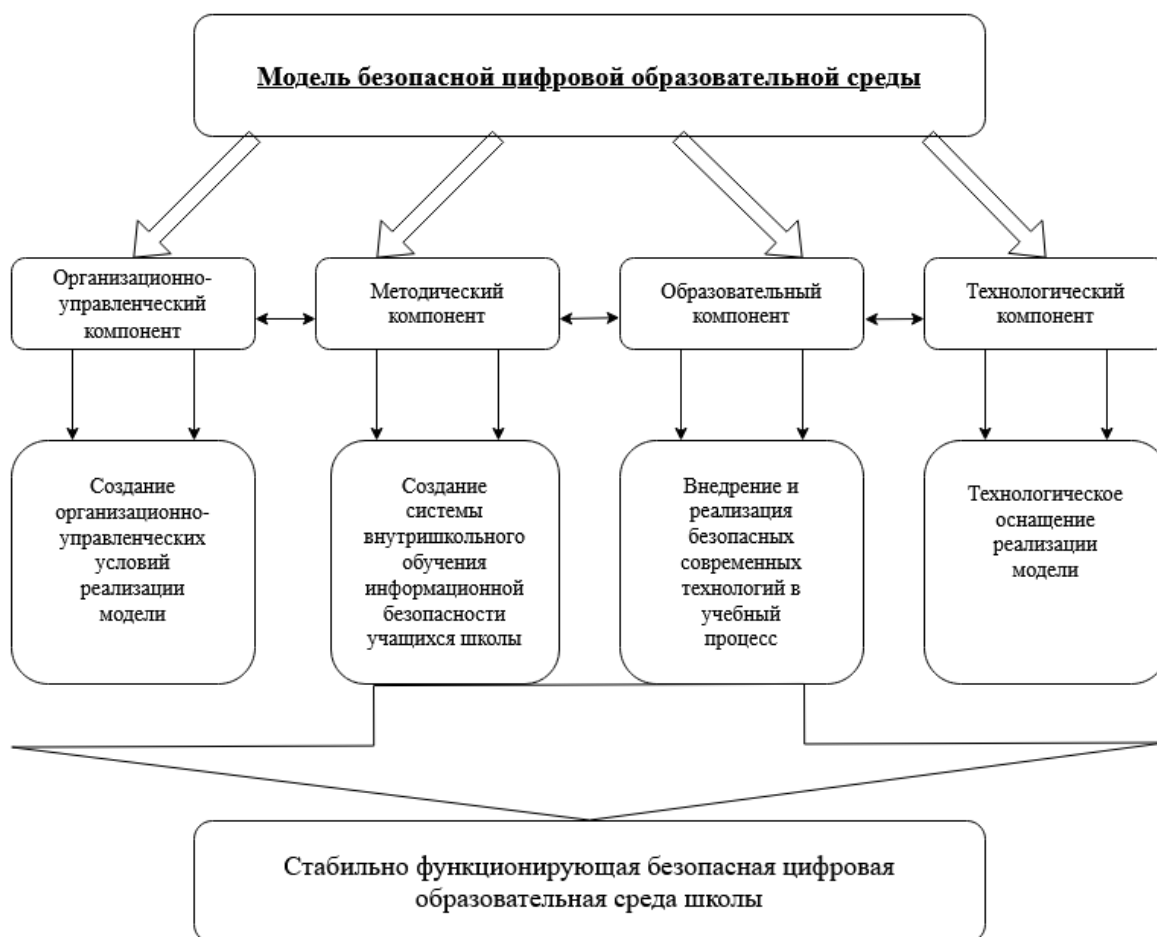 Модель безопасной цифровой образовательной среды
Организационно-
управленческий
компонент
Методический
компонент
Образовательный
компонент
Технологический
компонент
Создание
организационно-
управленческих
условий
реализации
модели
Создание
системы
внутришкольного
обучения
информационной
безопасности
учащихся школы
Внедрение и
реализация
безопасных
современных
технологий в
учебный
процесс
Технологическое
оснащение
реализации
модели
Стабильно функционирующая безопасная цифровая
образовательная среда школы